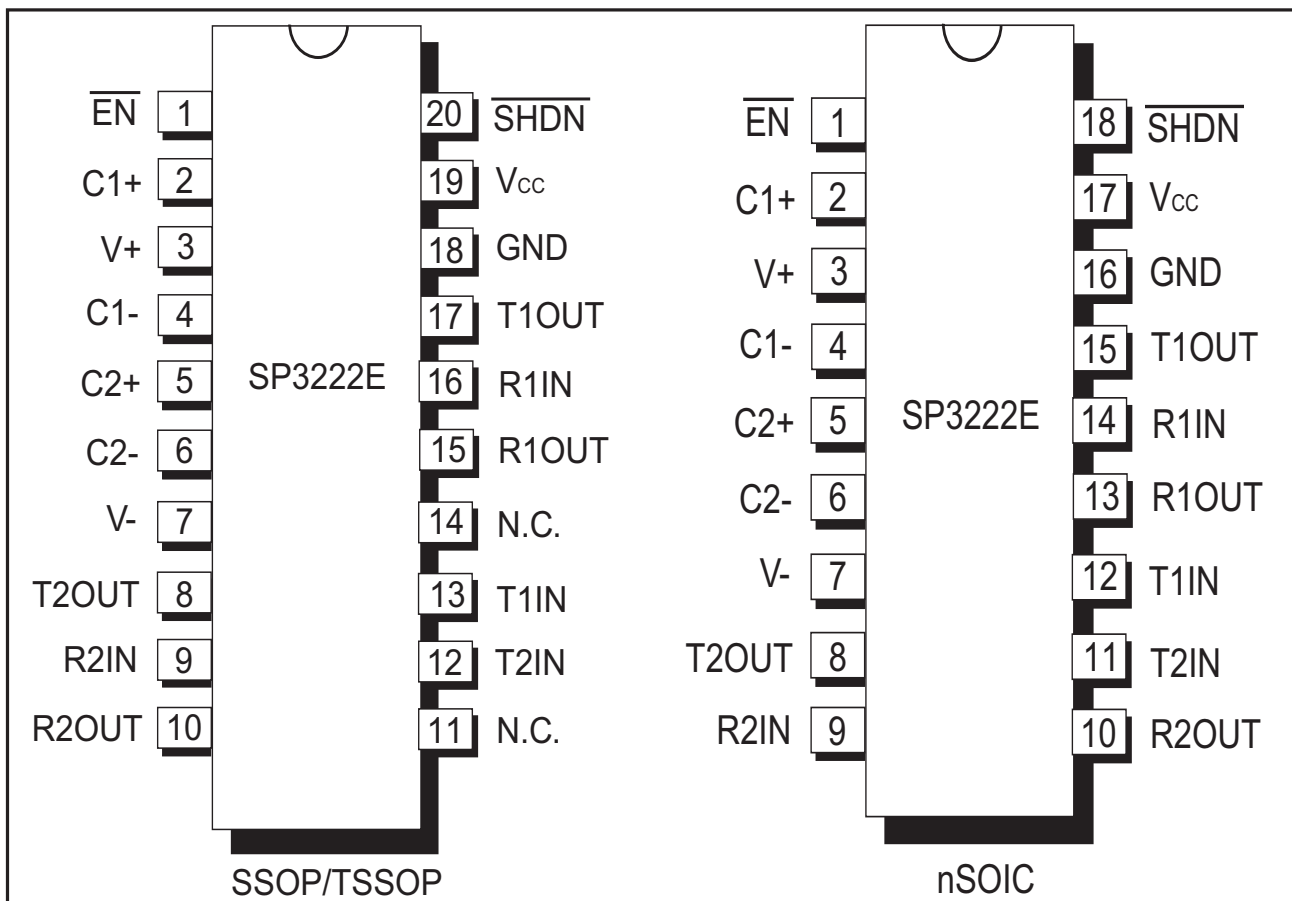 EN 1 20 SHDN
C1+ 2 19 Vcc
V+ 3 18 GND
C1- 4 17 T1OUT
C2+ 5 SP3222E 16 R1IN
C2- 6 15 R1OUT
V- 7 14 N.C.
T2OUT 8 13 T1IN
R2IN 9 12 T2IN
R2OUT 10 11 N.C.
SSOP/TSSOP
EN 1 18 SHDN
C1+ 2 17 Vcc
V+ 3 16 GND
C1- 4 15 T1OUT
C2+ 5 SP3222E 14 R1IN
C2- 6 13 R1OUT
V- 7 12 T1IN
T2OUT 8 11 T2IN
R2IN 9 10 R2OUT
nSOIC